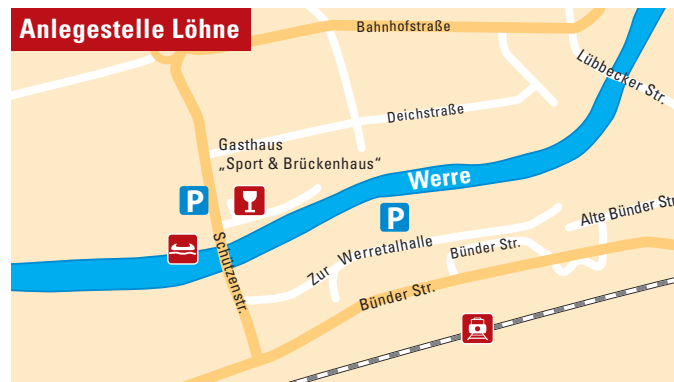 Anlegestelle Löhne
Bahnhofstraße
Lübbecker Str.
Deichstraße
Gasthaus
„Sport & Brückenhaus“
Werre
P
P
Schützenstr.
Zur Werretalhalle
Bünder Str.
Alte Bünder Str
Bünder Str.